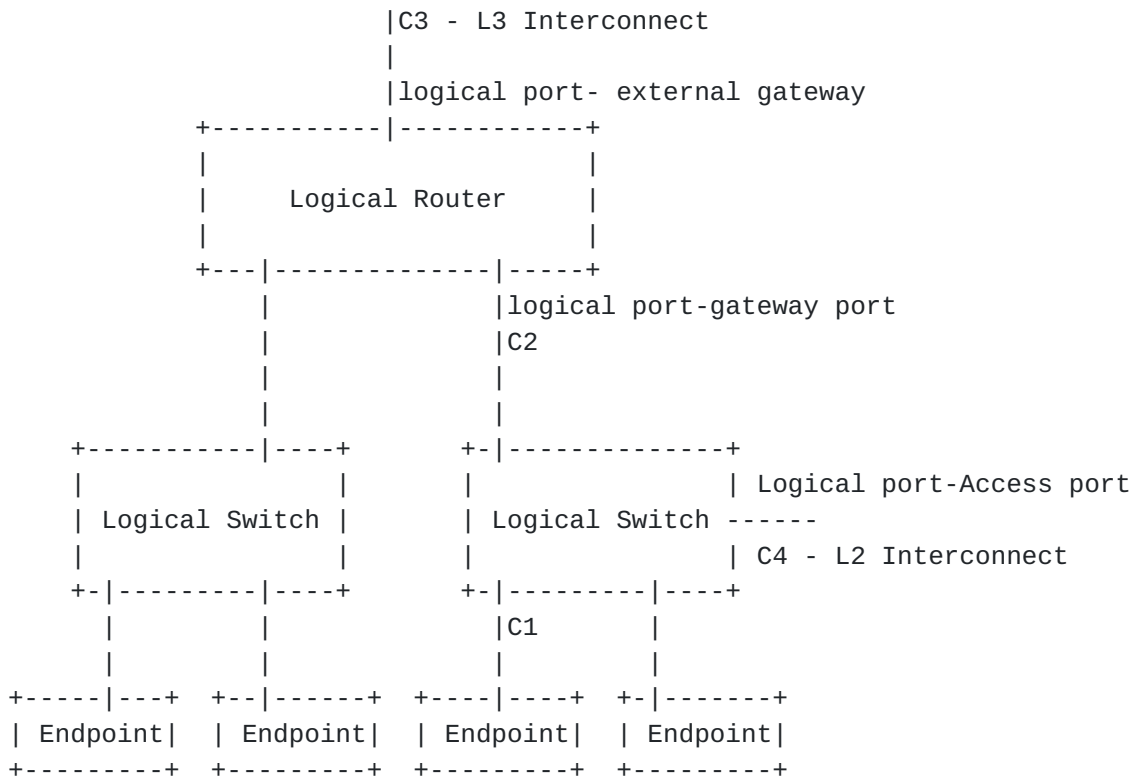 C3 - L3 Interconnect
logical port- external gateway
Logical Router
logical port-gateway port
C2
Logical port-Access port
Logical Switch
Logical Switch
C4 - L2 Interconnect
C1
Endpoint
Endpoint
Endpoint
Endpoint